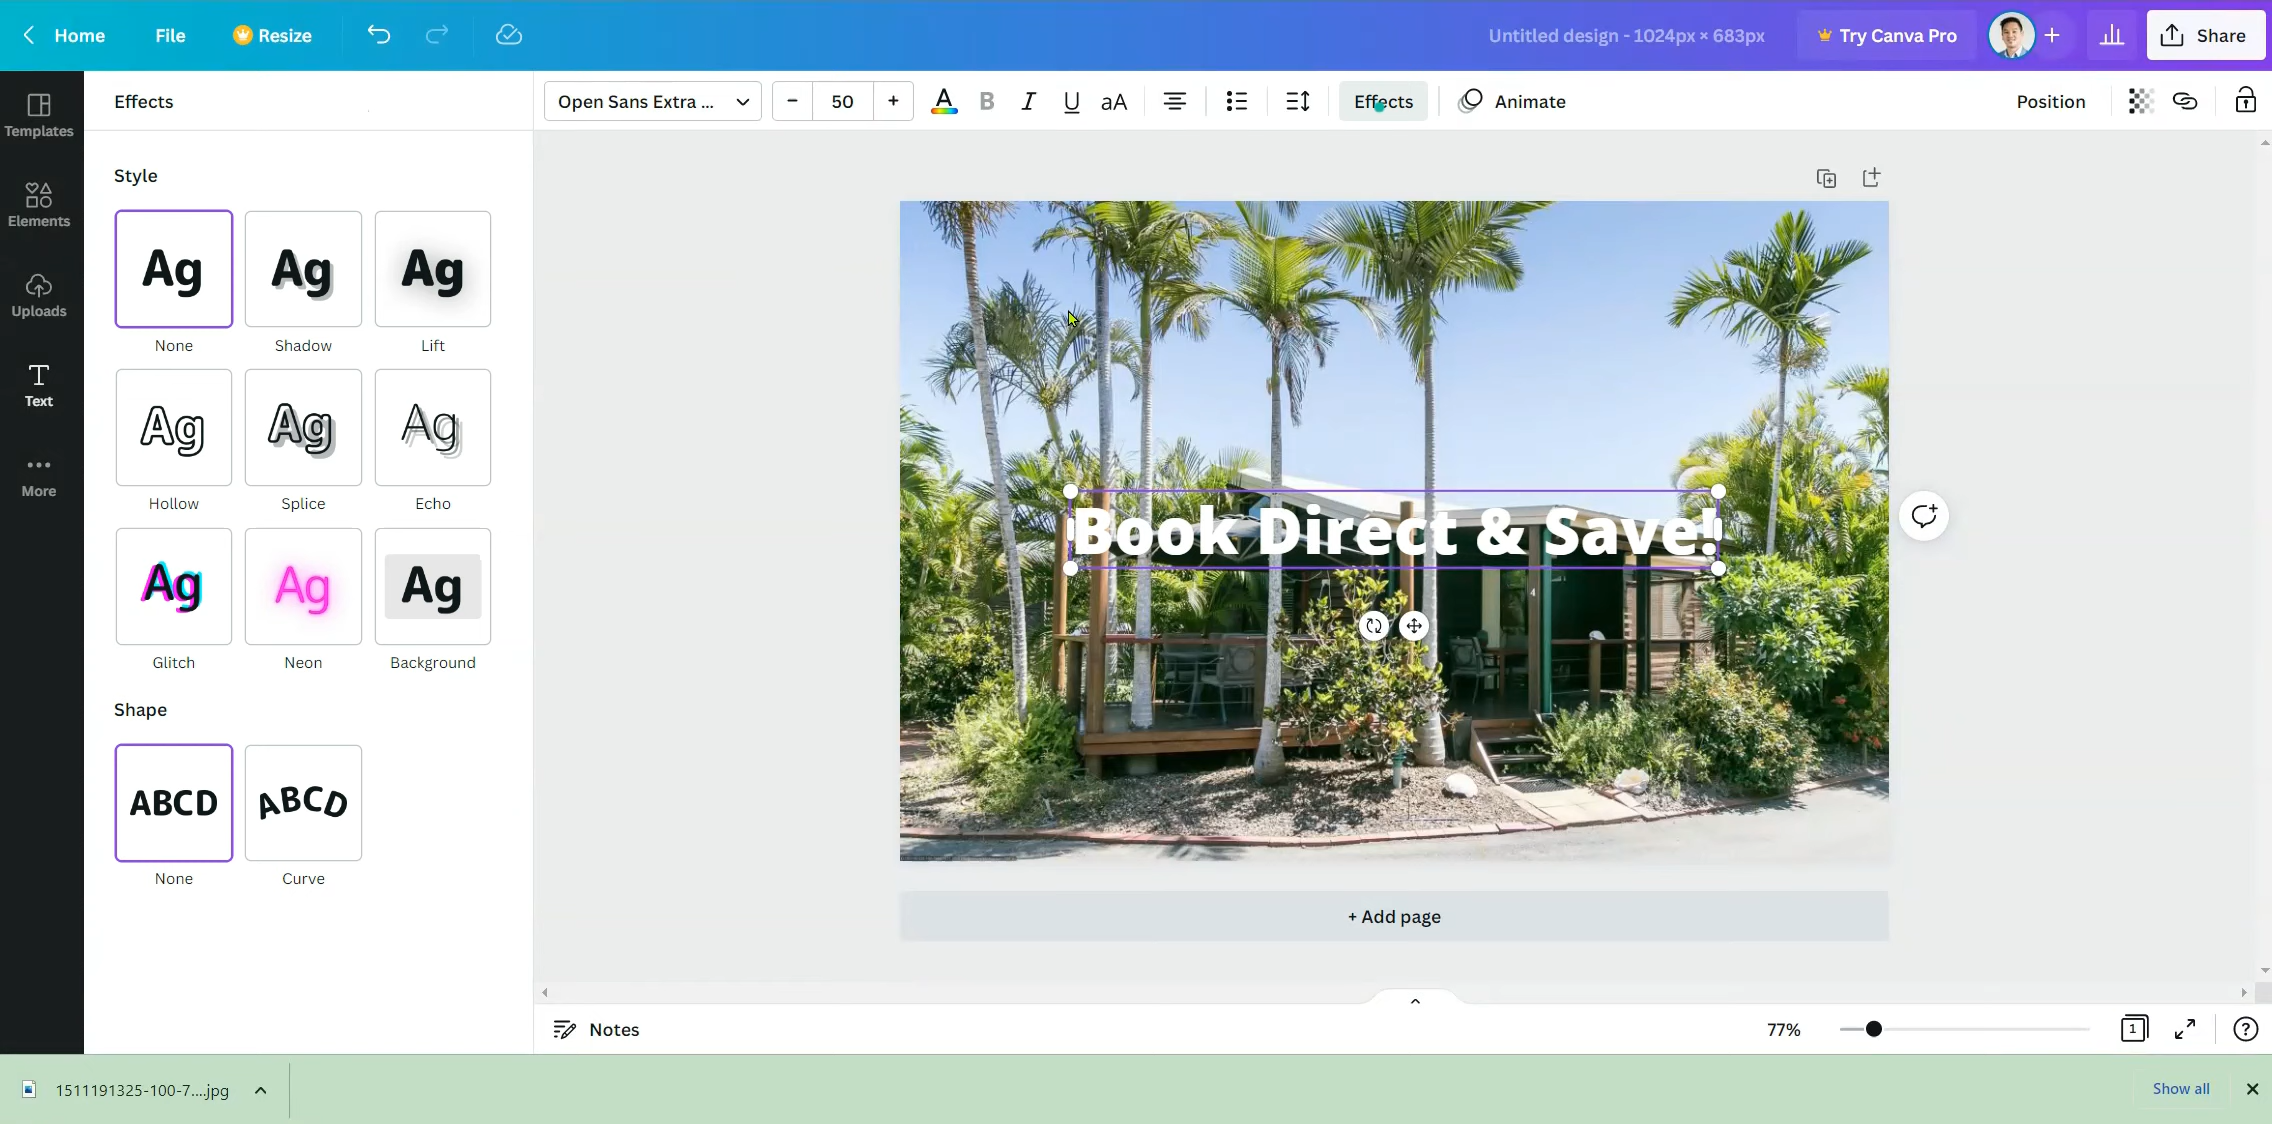 Home File Resize Untitled design - 1024px × 683px Try Canva Pro + Share
Templates
Elements
Uploads
Text
More
Effects
Open Sans Extra ... - 50 + A B I U aA Effects Animate Position
Style
Ag Ag Ag
None Shadow Lift
Ag Ag Ag
Hollow Splice Echo
Ag Ag Ag
Glitch Neon Background
Shape
ABCD ABCD
None Curve
Book Direct & Save!
4
+ Add page
Notes 77% 1 ?
1511191325-100-7....jpg Show all